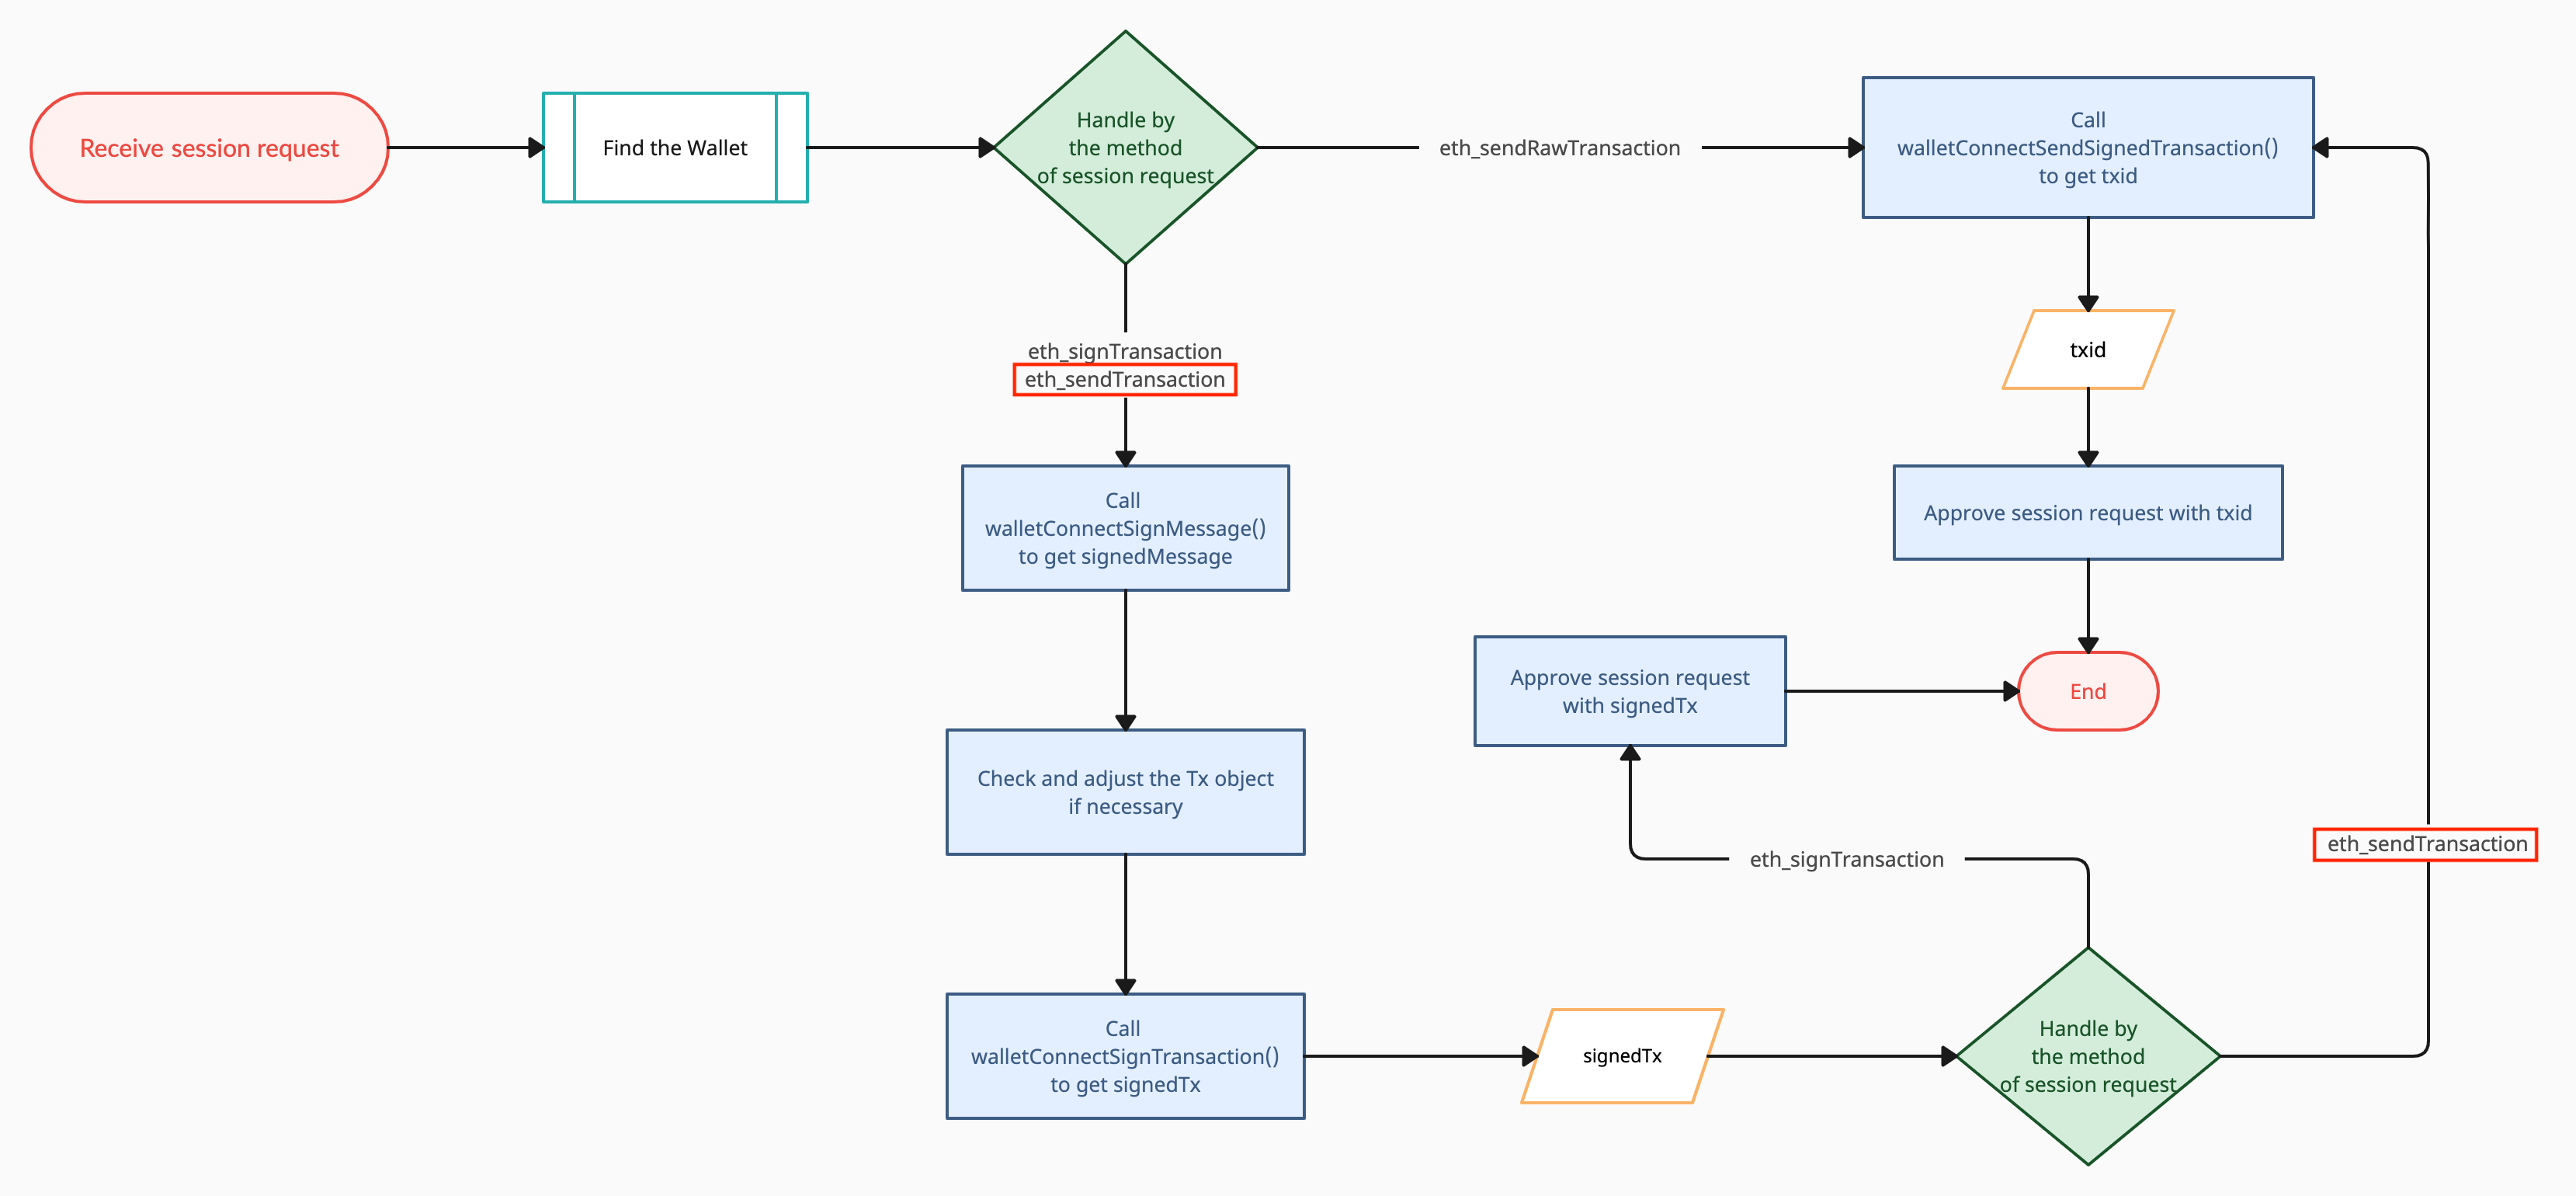 Receive session request
Find the Wallet
Handle by
the method
of session request
eth_sendRawTransaction
Call
walletConnectSendSignedTransaction()
to get txid
eth_signTransaction
eth_sendTransaction
txid
Call
walletConnectSignMessage()
to get signedMessage
Approve session request with txid
Approve session request
with signedTx
End
Check and adjust the Tx object
if necessary
eth_signTransaction
eth_sendTransaction
Call
walletConnectSignTransaction()
to get signedTx
signedTx
Handle by
the method
of session request